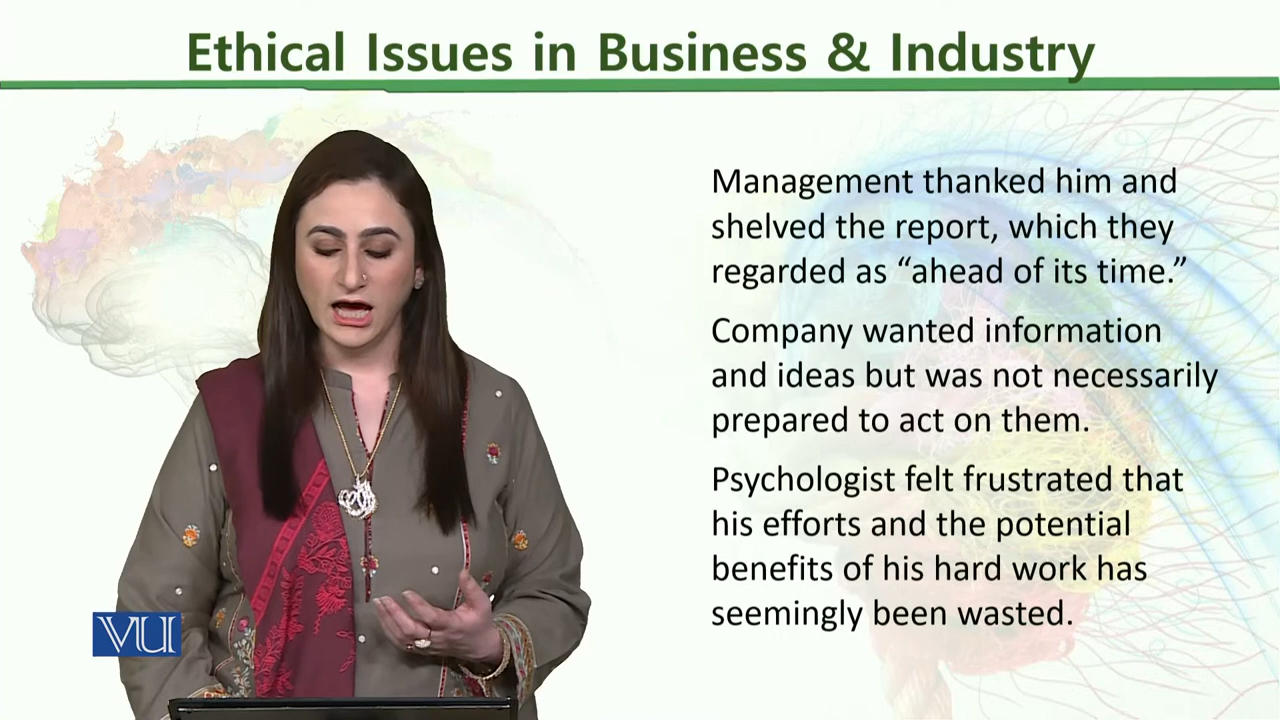 Ethical Issues in Business & Industry
Management thanked him and
shelved the report, which they
regarded as “ahead of its time.”
Company wanted information
and ideas but was not necessarily
prepared to act on them.
Psychologist felt frustrated that
his efforts and the potential
benefits of his hard work has
seemingly been wasted.
VU